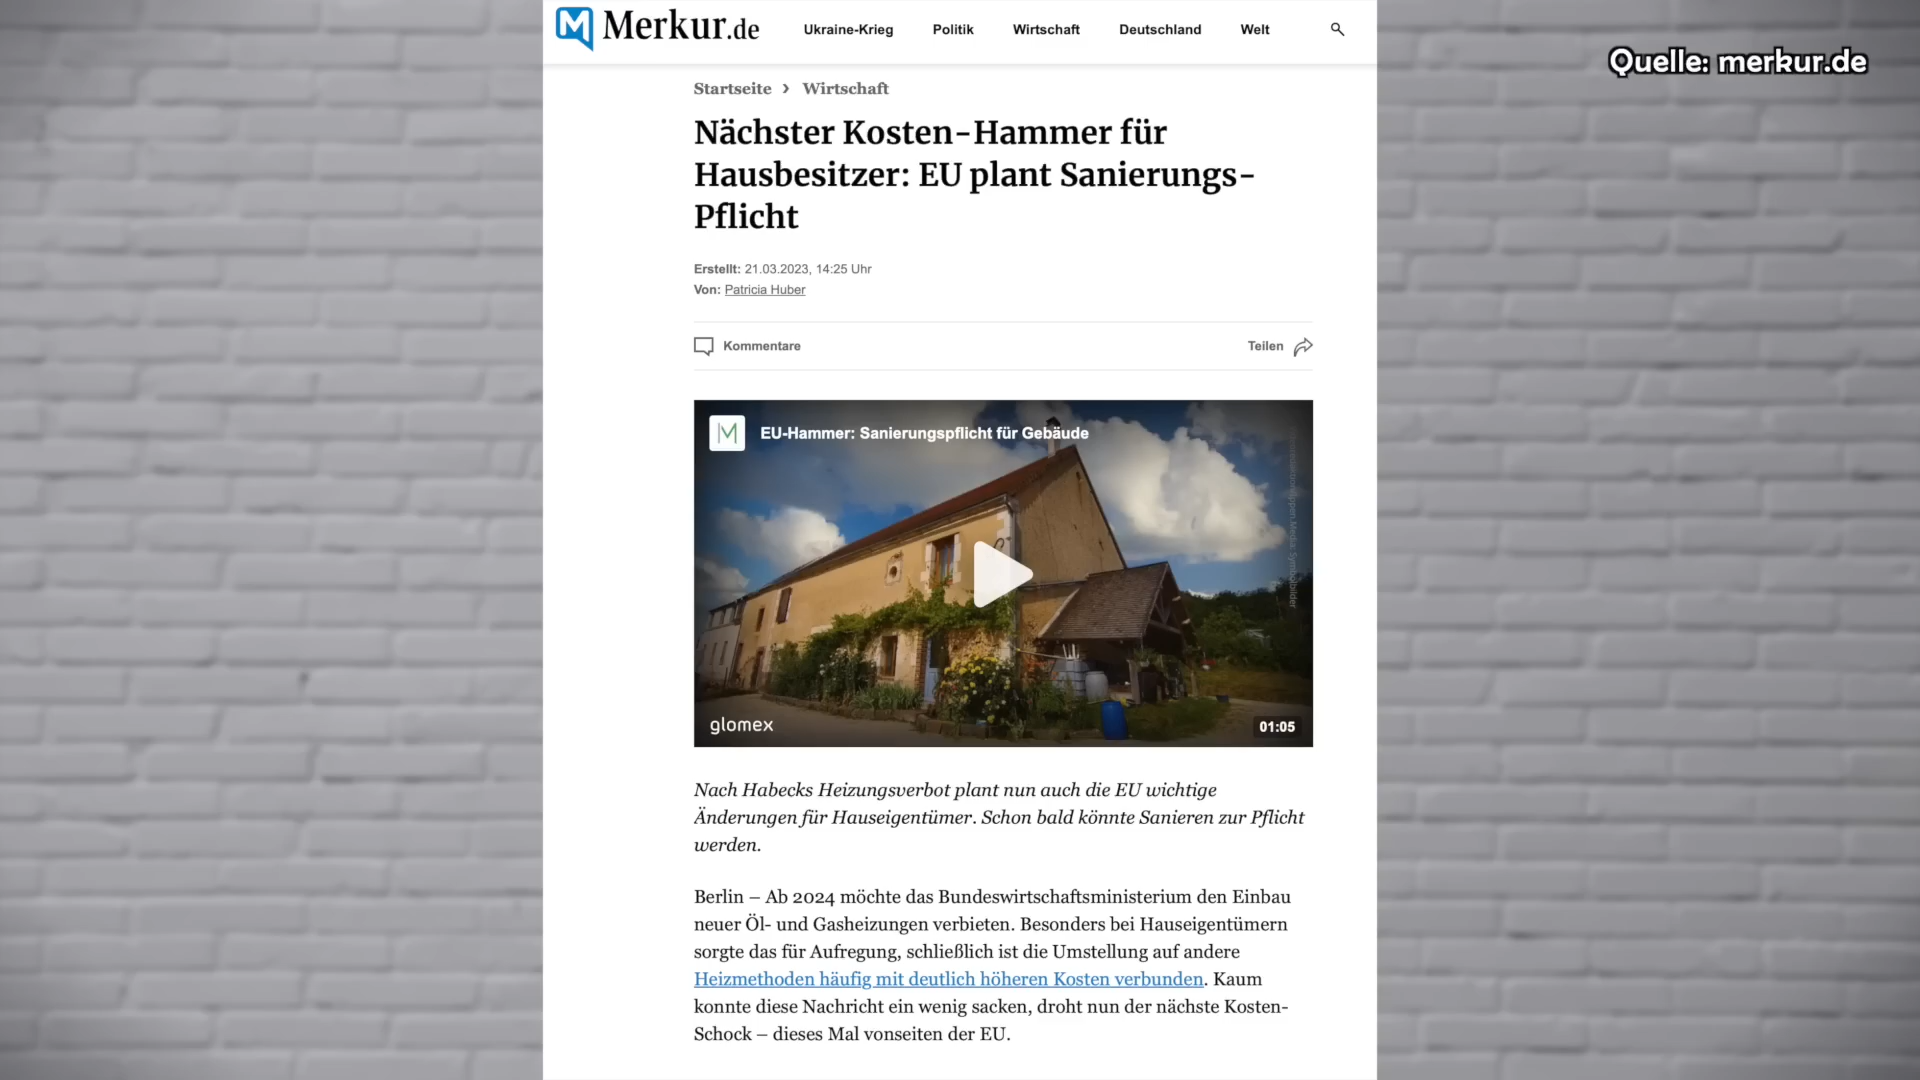 Merkur.de
Ukraine-Krieg Politik Wirtschaft Deutschland Welt
Quelle: merkur.de
Startseite › Wirtschaft
Nächster Kosten-Hammer für
Hausbesitzer: EU plant Sanierungs-
Pflicht
Erstellt: 21.03.2023, 14:25 Uhr
Von: Patricia Huber
Kommentare Teilen
EU-Hammer: Sanierungspflicht für Gebäude
glomex 01:05
Nach Habecks Heizungsverbot plant nun auch die EU wichtige
Änderungen für Hauseigentümer. Schon bald könnte Sanieren zur Pflicht
werden.
Berlin – Ab 2024 möchte das Bundeswirtschaftsministerium den Einbau
neuer Öl- und Gasheizungen verbieten. Besonders bei Hauseigentümern
sorgte das für Aufregung, schließlich ist die Umstellung auf andere
Heizmethoden häufig mit deutlich höheren Kosten verbunden. Kaum
konnte diese Nachricht ein wenig sacken, droht nun der nächste Kosten-
Schock – dieses Mal vonseiten der EU.